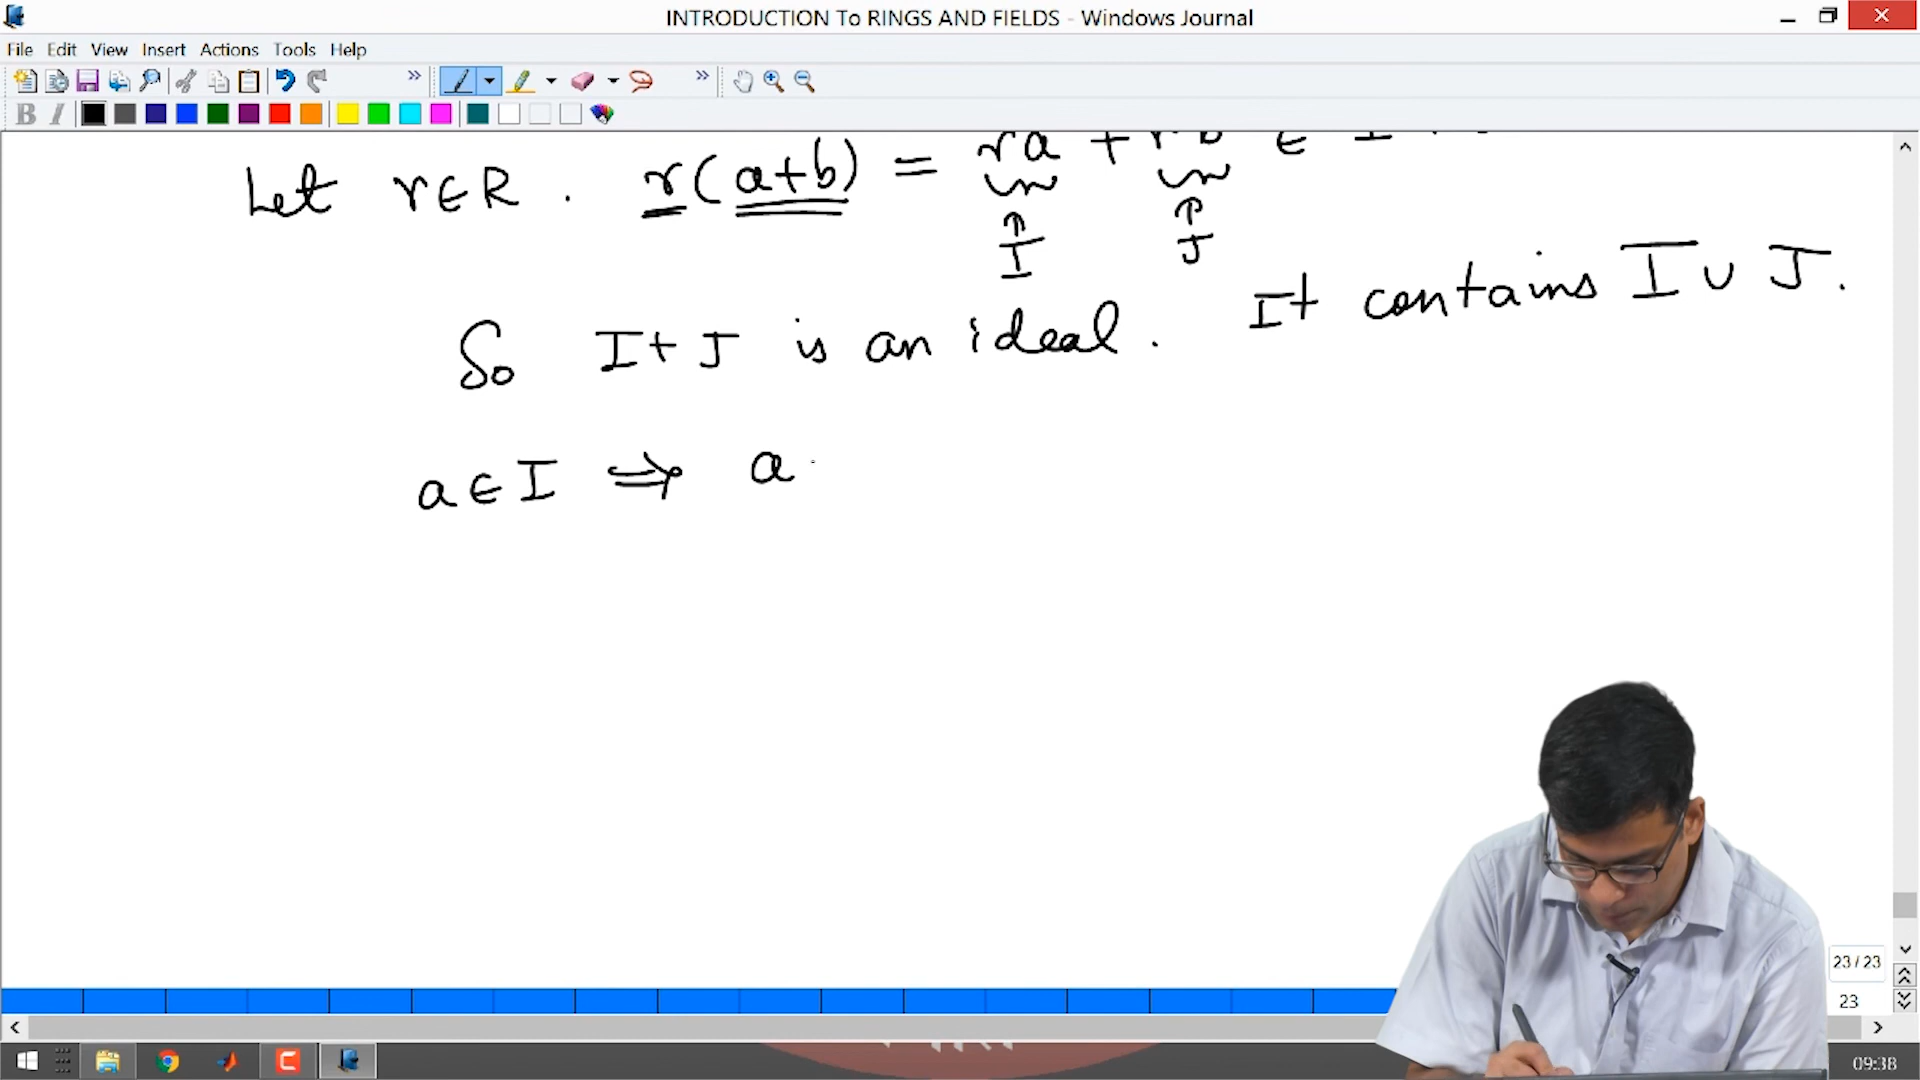 INTRODUCTION To RINGS AND FIELDS - Windows Journal
File Edit View Insert Actions Tools Help
B I
Let r∈R. r(a+b) = ra + rb ∈ I
I J
So I+J is an ideal. It contains I∪J.
a∈I ⇒ a
23 / 23
23
09:38